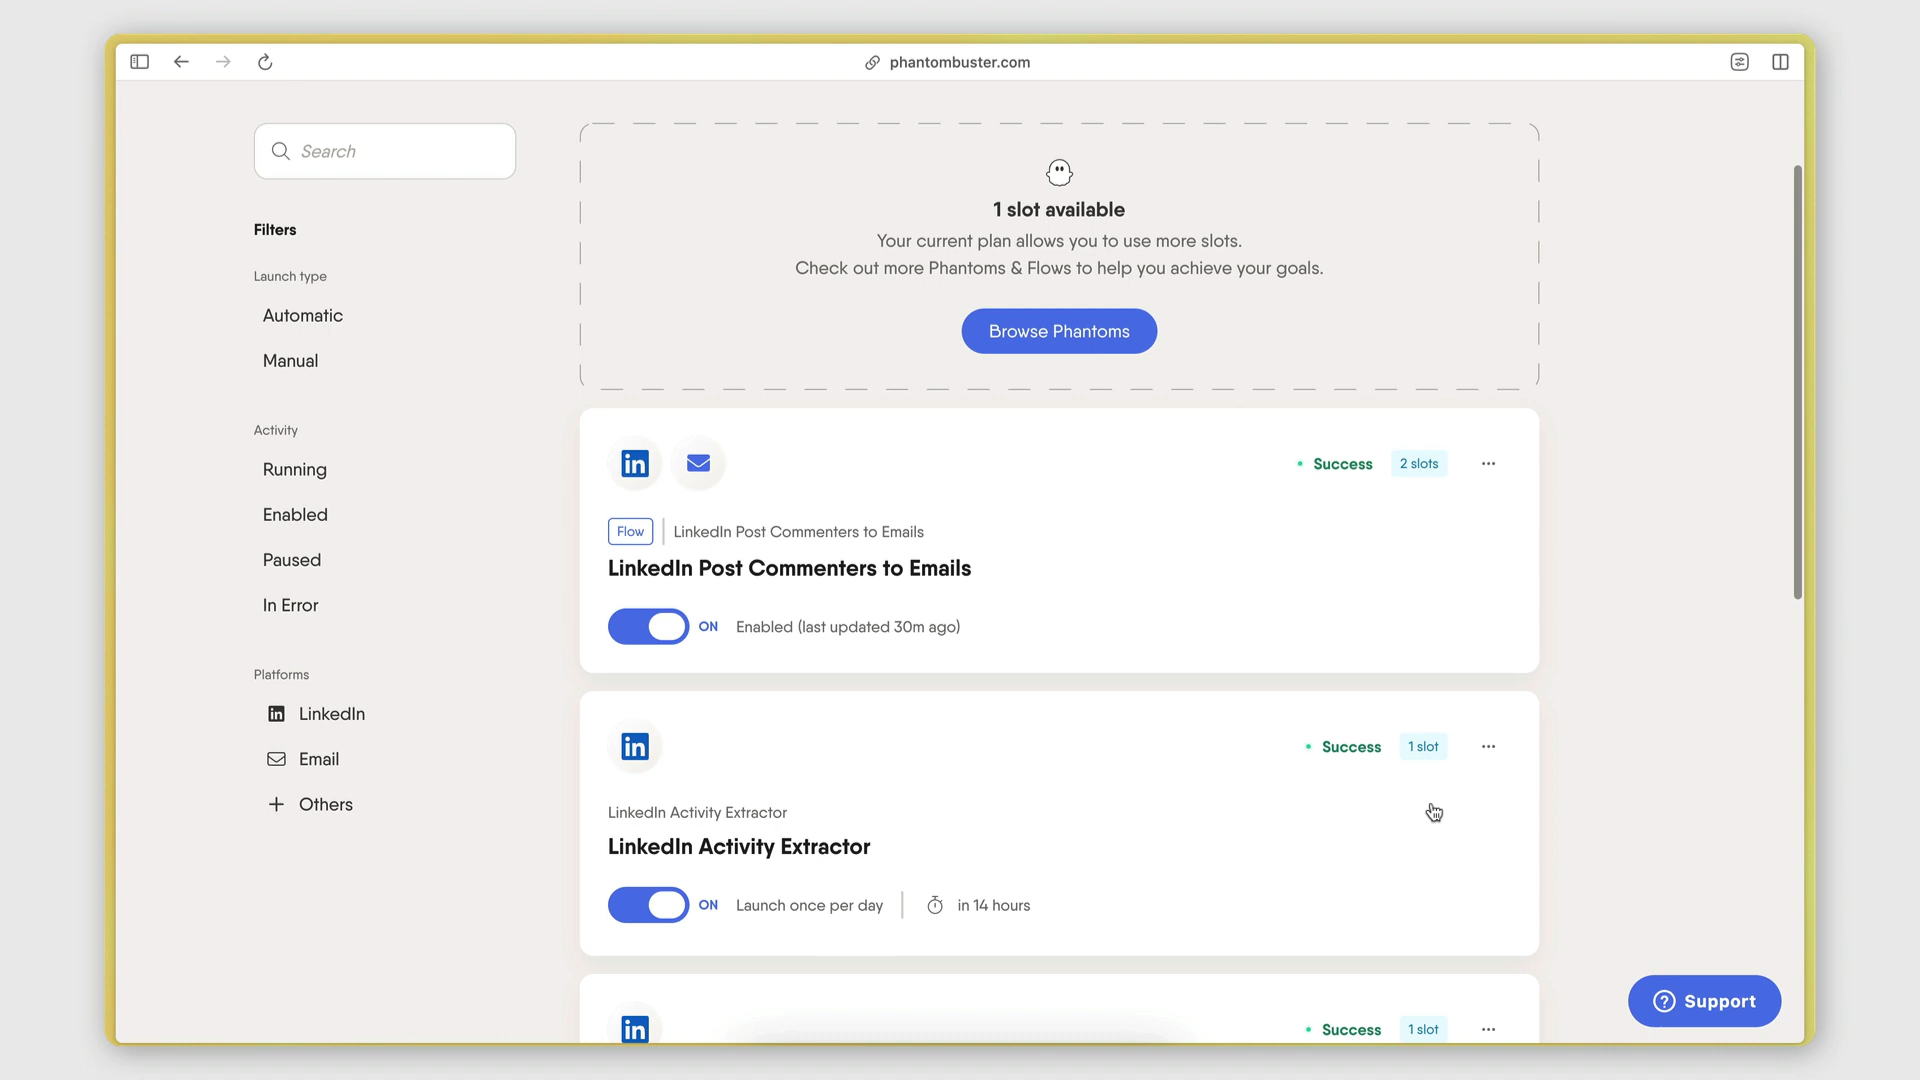 phantombuster.com
Search
Filters
Launch type
Automatic
Manual
Activity
Running
Enabled
Paused
In Error
Platforms
LinkedIn
Email
Others
1 slot available
Your current plan allows you to use more slots.
Check out more Phantoms & Flows to help you achieve your goals.
Browse Phantoms
in
Success
2 slots
Flow
LinkedIn Post Commenters to Emails
LinkedIn Post Commenters to Emails
ON
Enabled (last updated 30m ago)
in
Success
1 slot
LinkedIn Activity Extractor
LinkedIn Activity Extractor
ON
Launch once per day
in 14 hours
in
Success
1 slot
Support